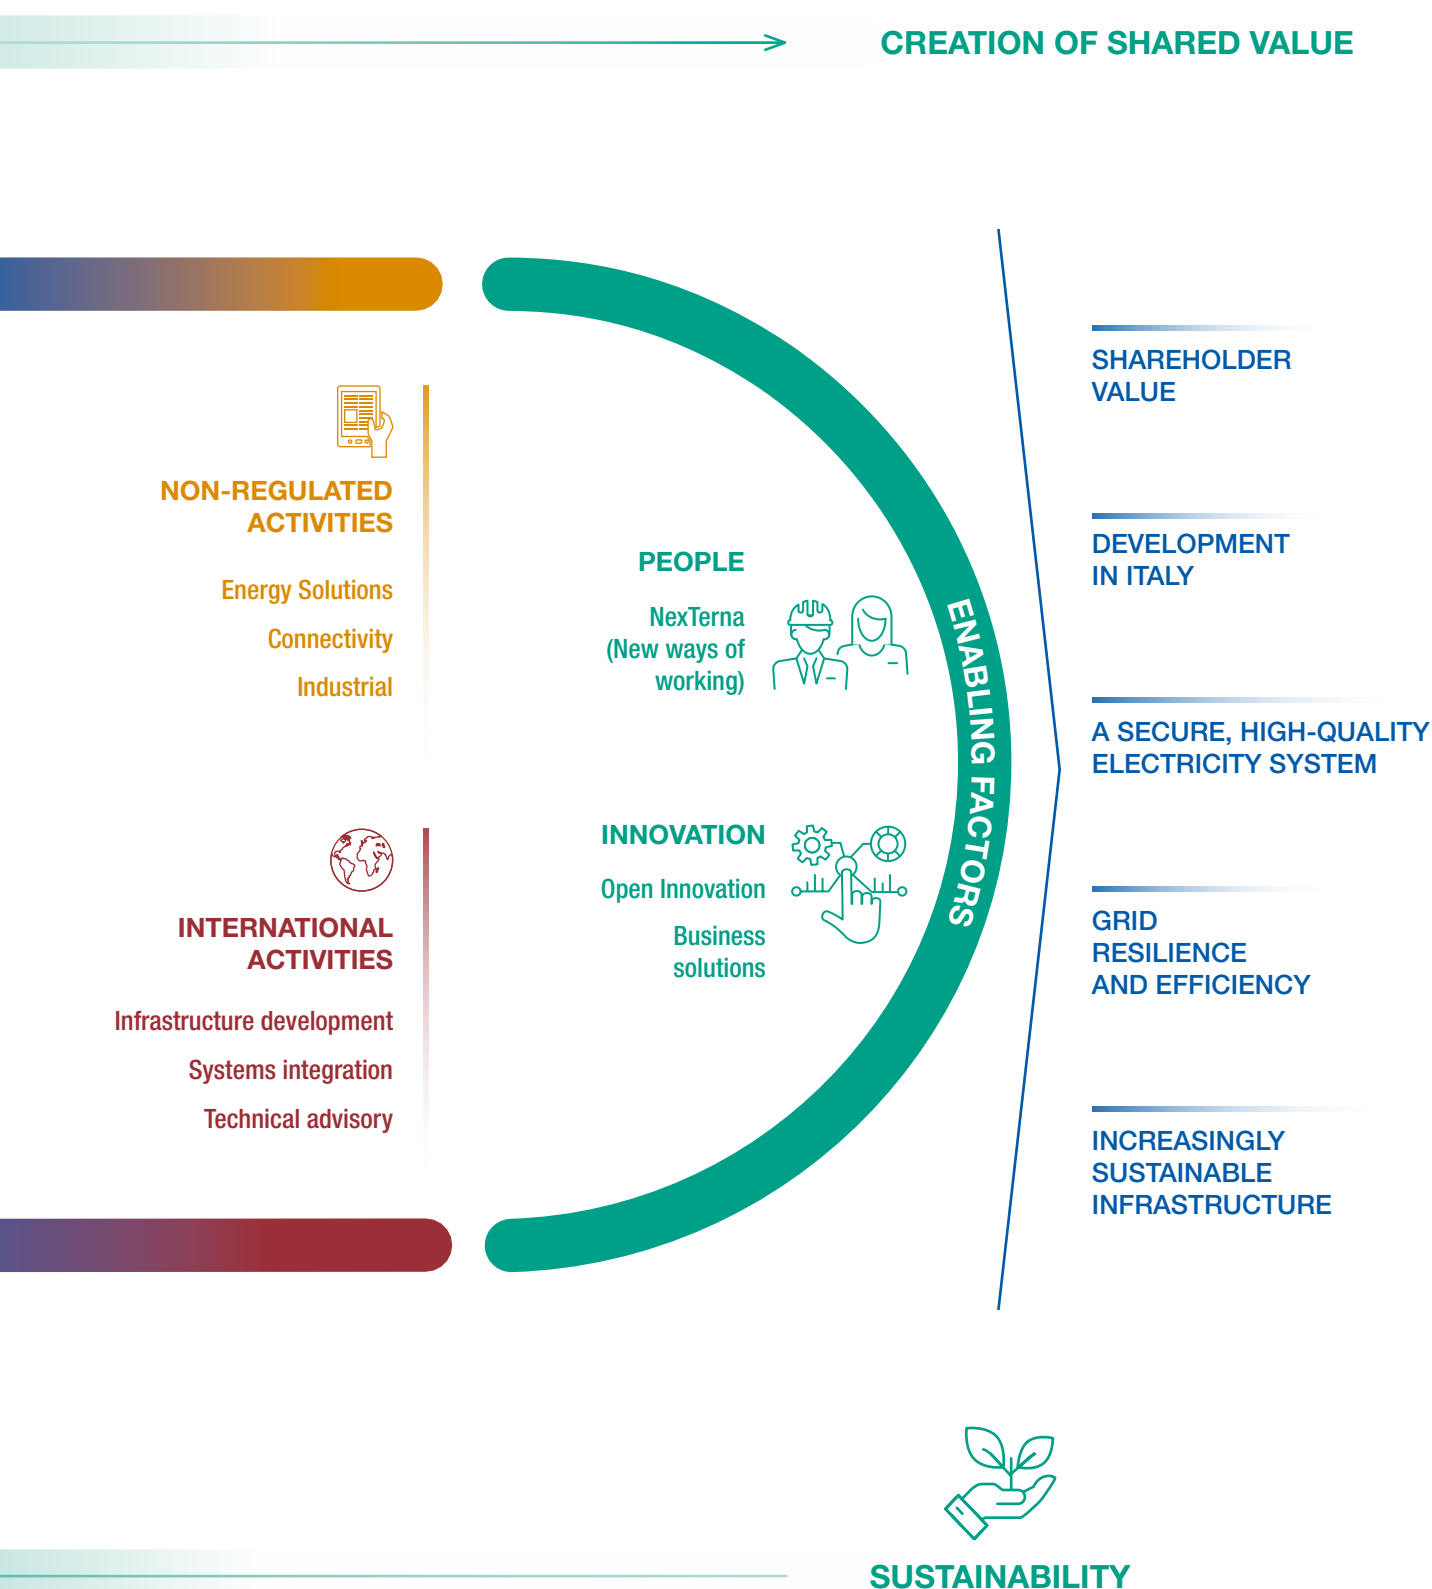 CREATION OF SHARED VALUE
NON-REGULATED
ACTIVITIES
Energy Solutions
Connectivity
Industrial
INTERNATIONAL
ACTIVITIES
Infrastructure development
Systems integration
Technical advisory
PEOPLE
NexTerna
(New ways of
working)
INNOVATION
Open Innovation
Business
solutions
ENABLING FACTORS
SHAREHOLDER
VALUE
DEVELOPMENT
IN ITALY
A SECURE, HIGH-QUALITY
ELECTRICITY SYSTEM
GRID
RESILIENCE
AND EFFICIENCY
INCREASINGLY
SUSTAINABLE
INFRASTRUCTURE
SUSTAINABILITY